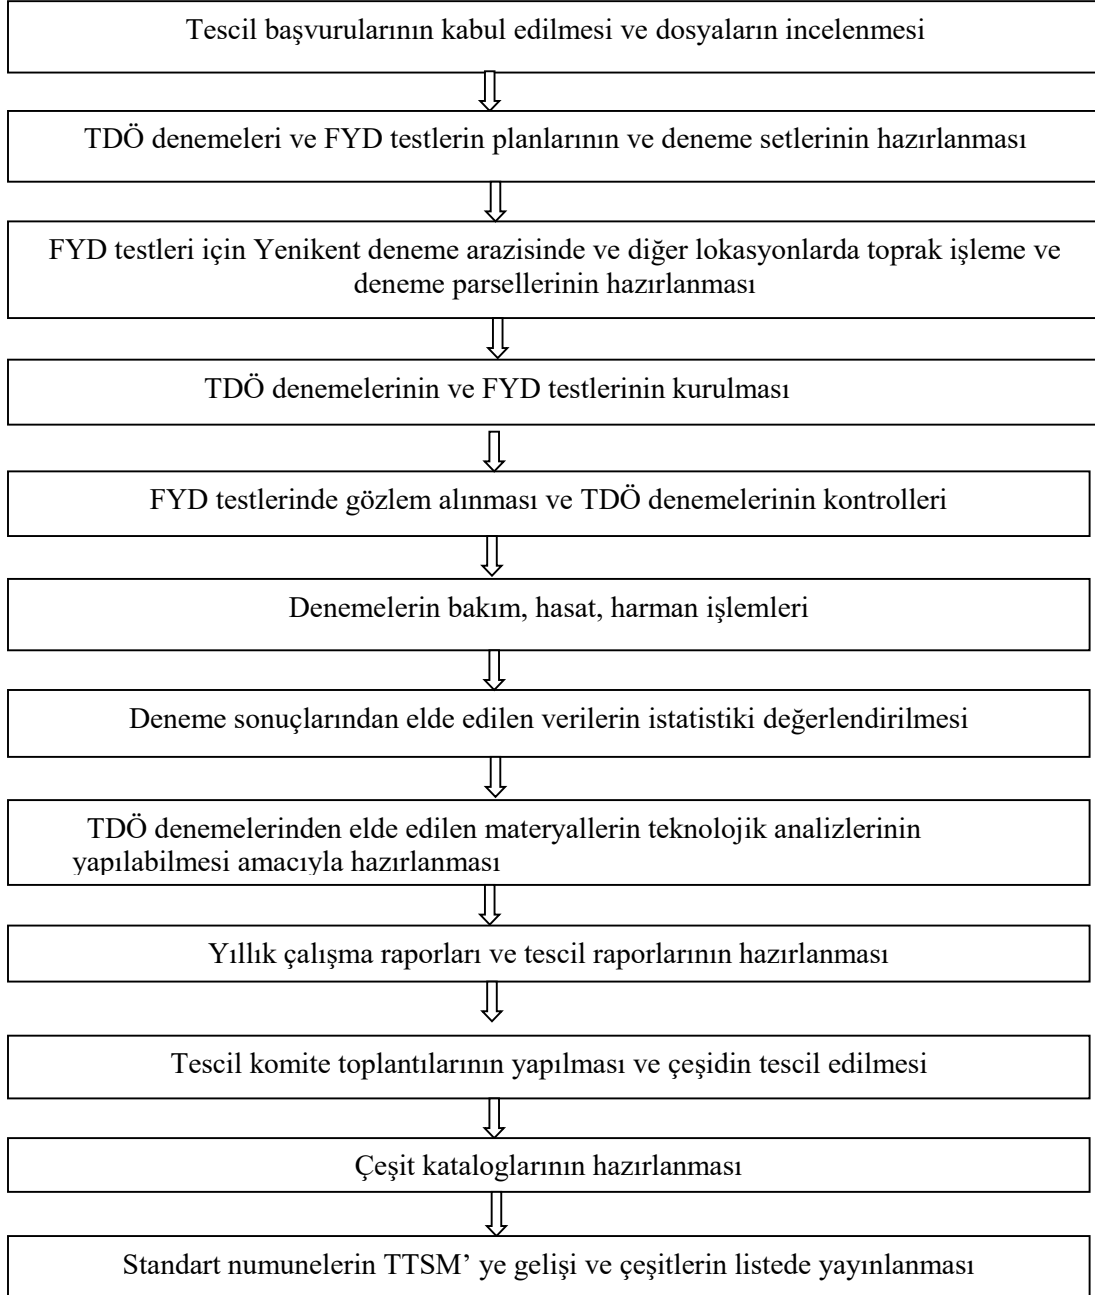 Tescil başvurularının kabul edilmesi ve dosyaların incelenmesi
TDÖ denemeleri ve FYD testlerin planlarının ve deneme setlerinin hazırlanması
FYD testleri için Yenikent deneme arazisinde ve diğer lokasyonlarda toprak işleme ve
deneme parsellerinin hazırlanması
TDÖ denemelerinin ve FYD testlerinin kurulması
FYD testlerinde gözlem alınması ve TDÖ denemelerinin kontrolleri
Denemelerin bakım, hasat, harman işlemleri
Deneme sonuçlarından elde edilen verilerin istatistiki değerlendirilmesi
TDÖ denemelerinden elde edilen materyallerin teknolojik analizlerinin
yapılabilmesi amacıyla hazırlanması
Yıllık çalışma raporları ve tescil raporlarının hazırlanması
Tescil komite toplantılarının yapılması ve çeşidin tescil edilmesi
Çeşit kataloglarının hazırlanması
Standart numunelerin TTSM’ ye gelişi ve çeşitlerin listede yayınlanması